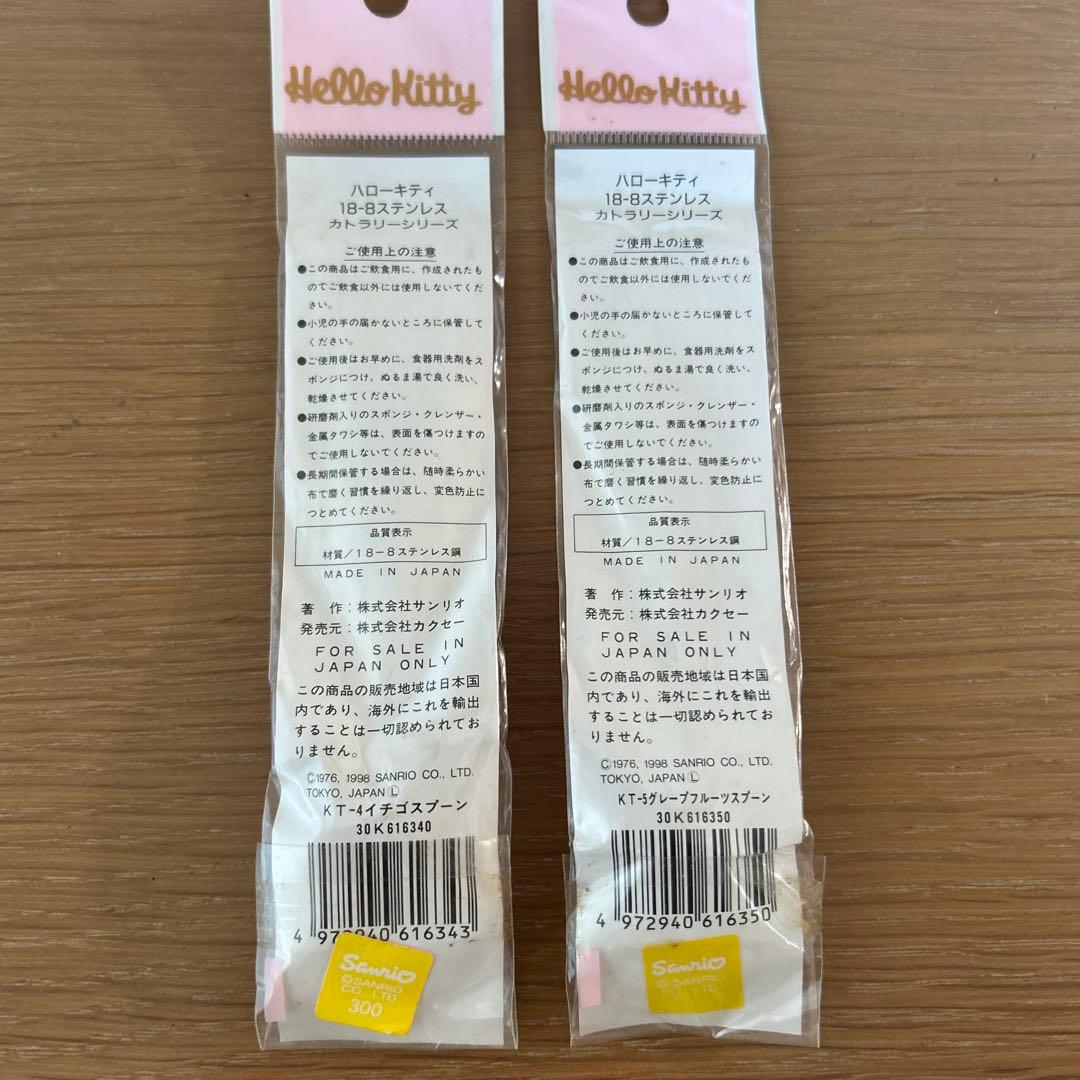 Hello Kitty
ハローキティ
18-8ステンレス
カトラリーシリーズ
ご使用上の注意
●この商品はご飲食用に、作成されたも
のでご飲食以外には使用しないでくだ
さい。
●小児の手の届かないところに保管して
ください。
●ご使用後はお早めに、食器用洗剤をス
ポンジにつけ、ぬるま湯で良く洗い、
乾燥させてください。
●研磨剤入りのスポンジ・クレンザー・
金属タワシ等は、表面を傷つけますの
でご使用しないでください。
●長期間保管する場合は、随時柔らかい
布で磨く習慣を繰り返し、変色防止に
つとめてください。
品質表示
材質/18-8ステンレス鋼
MADE IN JAPAN
著 作:株式会社サンリオ
発売元:株式会社カクセー
FOR SALE IN
JAPAN ONLY
この商品の販売地域は日本国
内であり、海外にこれを輸出
することは一切認められてお
りません。
©1976, 1998 SANRIO CO., LTD.
TOKYO, JAPAN Ⓛ
KT-4イチゴスプーン
30K616340
4 972940 616343
Sanrio
©SANRIO
CO., LTD.
300
Hello Kitty
ハローキティ
18-8ステンレス
カトラリーシリーズ
ご使用上の注意
●この商品はご飲食用に、作成されたも
のでご飲食以外には使用しないでくだ
さい。
●小児の手の届かないところに保管して
ください。
●ご使用後はお早めに、食器用洗剤をス
ポンジにつけ、ぬるま湯で良く洗い、
乾燥させてください。
●研磨剤入りのスポンジ・クレンザー・
金属タワシ等は、表面を傷つけますの
でご使用しないでください。
●長期間保管する場合は、随時柔らかい
布で磨く習慣を繰り返し、変色防止に
つとめてください。
品質表示
材質/18-8ステンレス鋼
MADE IN JAPAN
著 作:株式会社サンリオ
発売元:株式会社カクセー
FOR SALE IN
JAPAN ONLY
この商品の販売地域は日本国
内であり、海外にこれを輸出
することは一切認められてお
りません。
©1976, 1998 SANRIO CO., LTD.
TOKYO, JAPAN Ⓛ
KT-5グレープフルーツスプーン
30K616350
4 972940 616350
Sanrio
©SANRIO
CO., LTD.